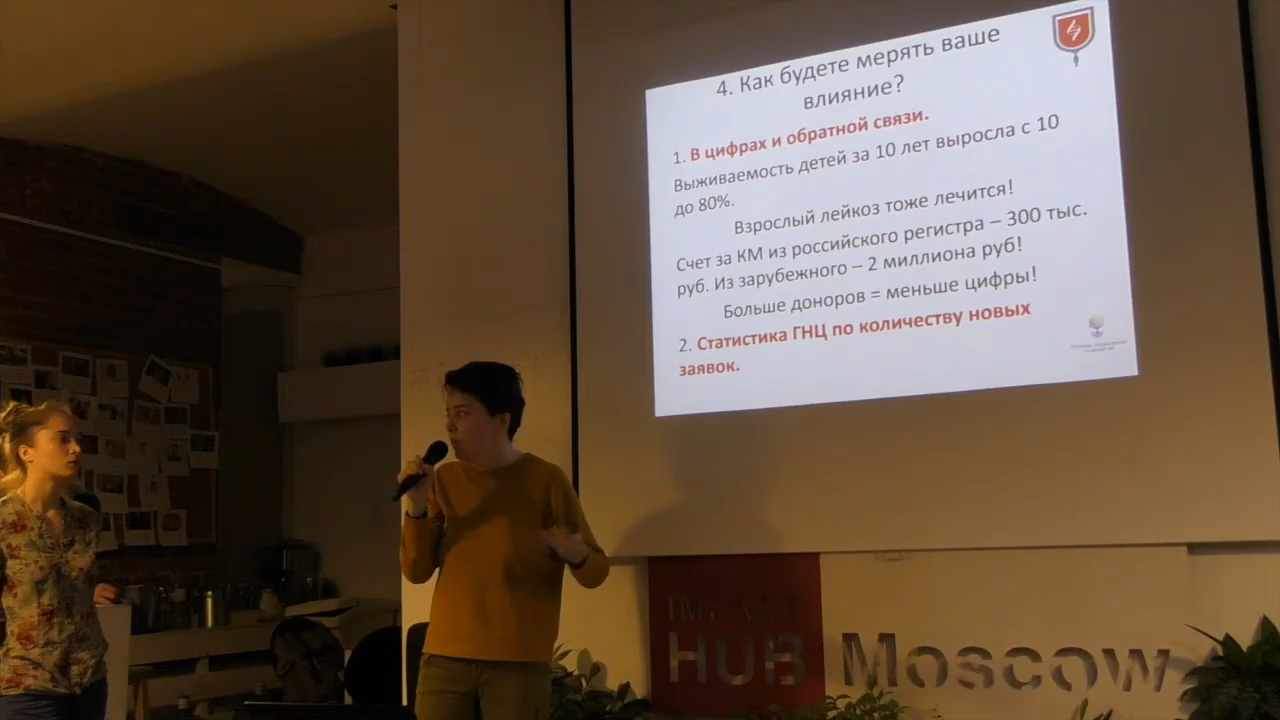 4. Как будете мерять ваше
влияние?
1. В цифрах и обратной связи.
Выживаемость детей за 10 лет выросла с 10
до 80%.
Взрослый лейкоз тоже лечится!
Счет за КМ из российского регистра – 300 тыс.
руб. Из зарубежного – 2 миллиона руб!
Больше доноров = меньше цифры!
2. Статистика ГНЦ по количеству новых
заявок.
IMPACT
HUB Moscow